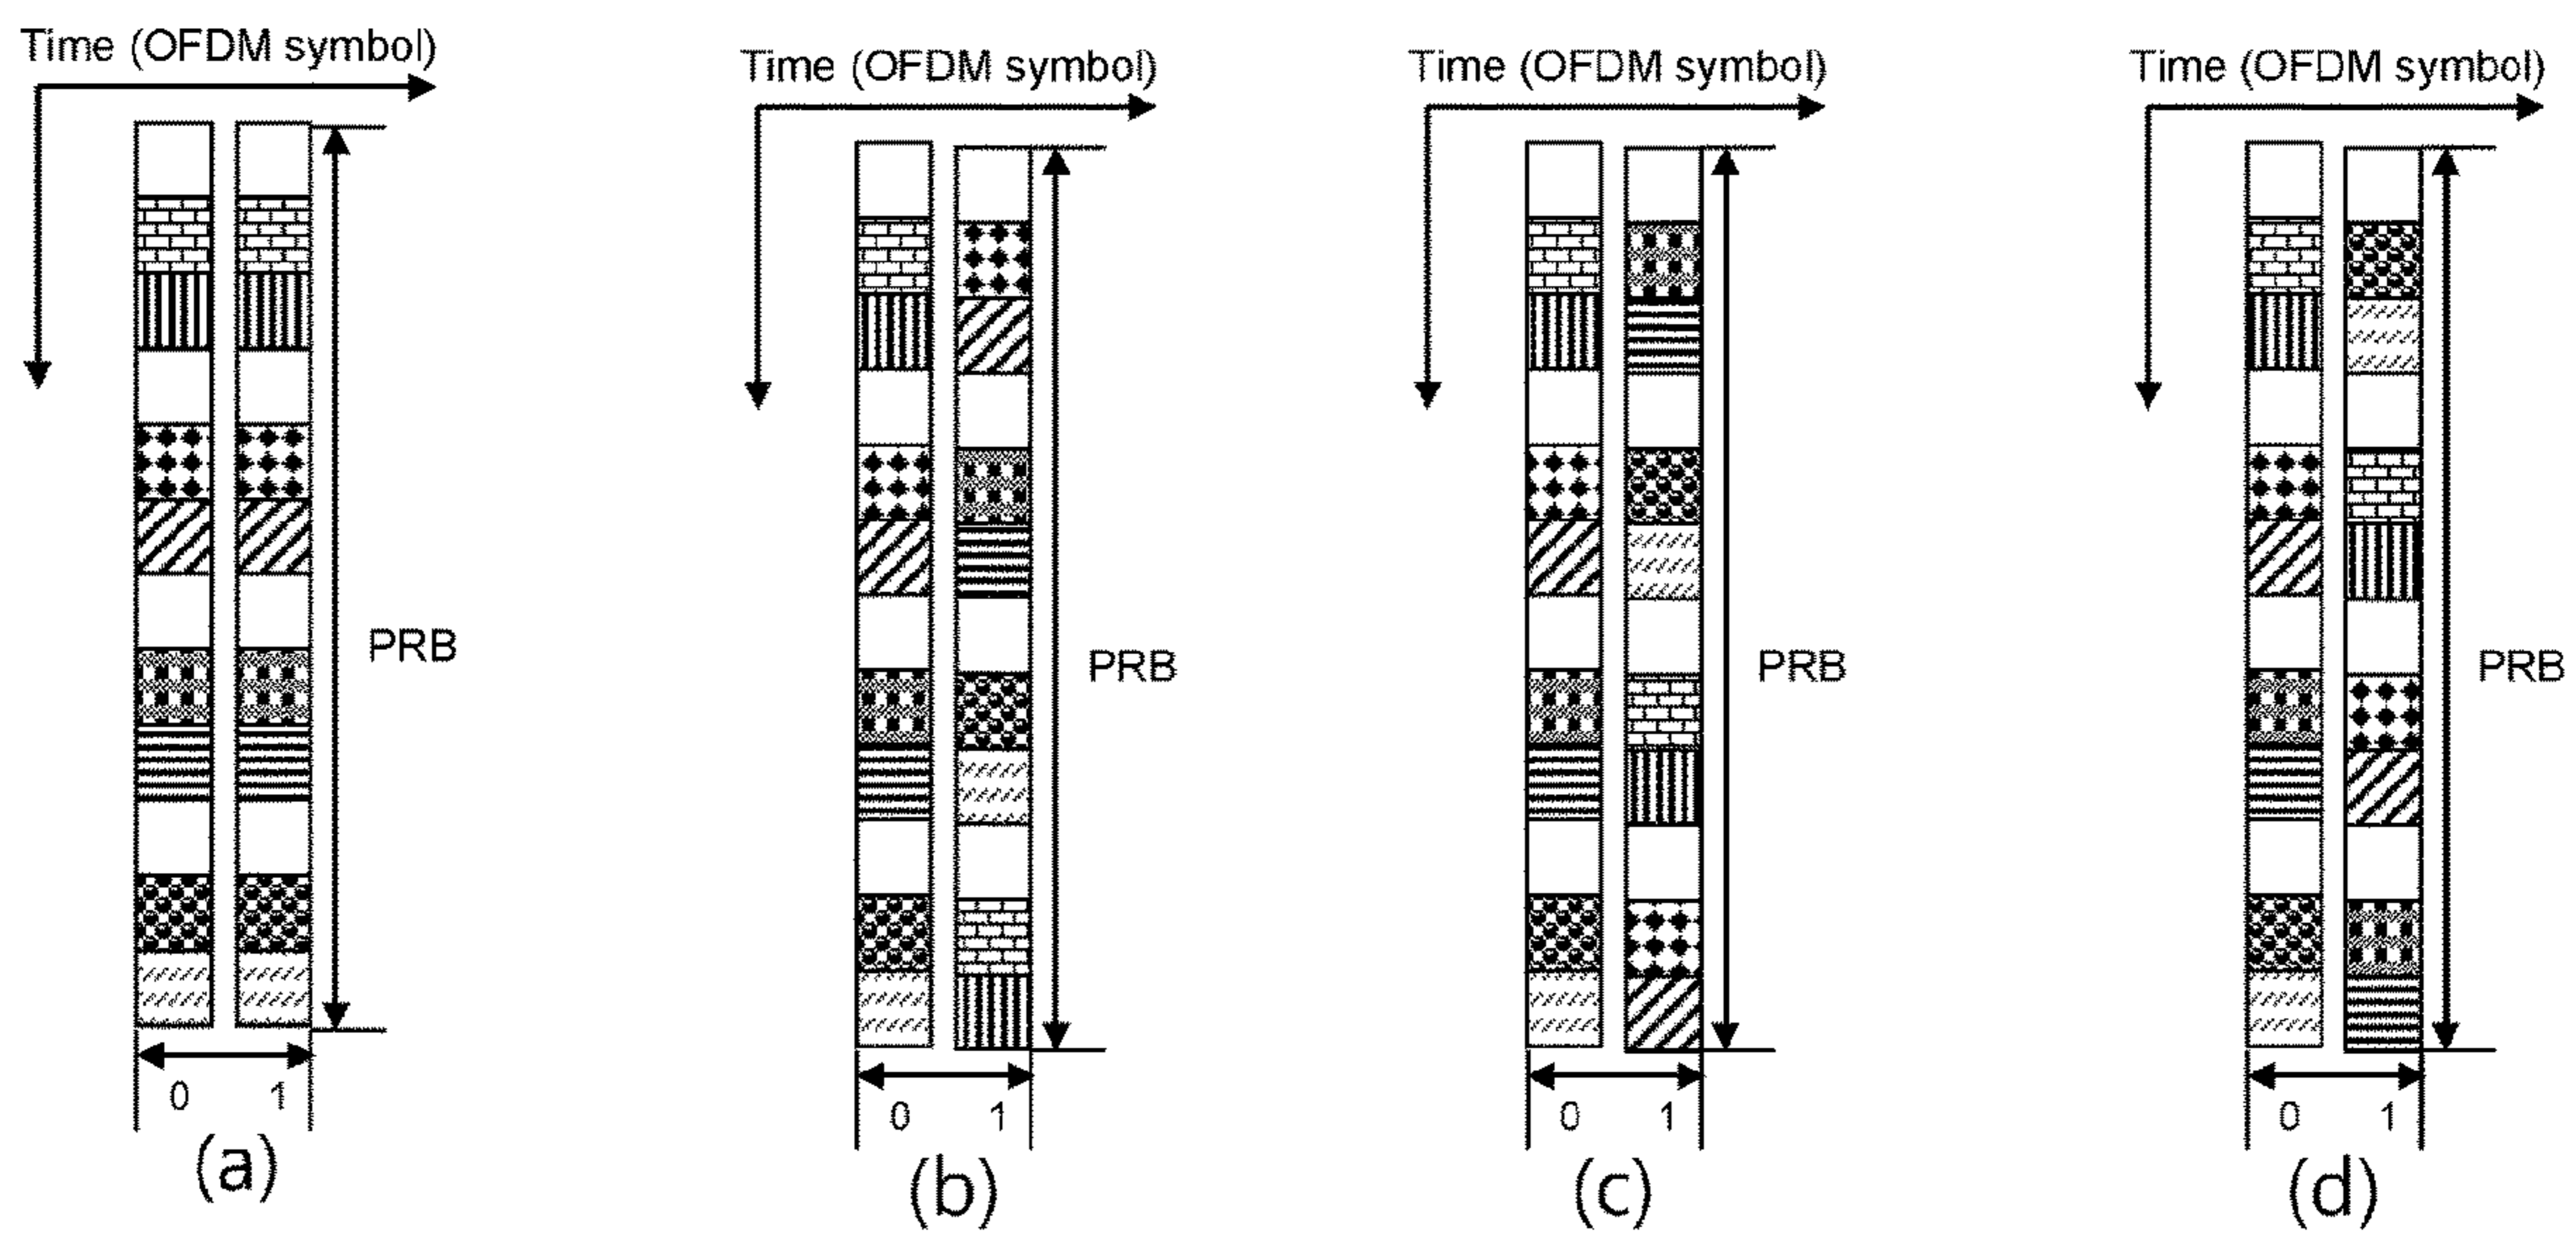 Time (OFDM symbol)
PRB
0 1
(a)
Time (OFDM symbol)
PRB
0 1
(b)
Time (OFDM symbol)
PRB
0 1
(c)
Time (OFDM symbol)
PRB
0 1
(d)